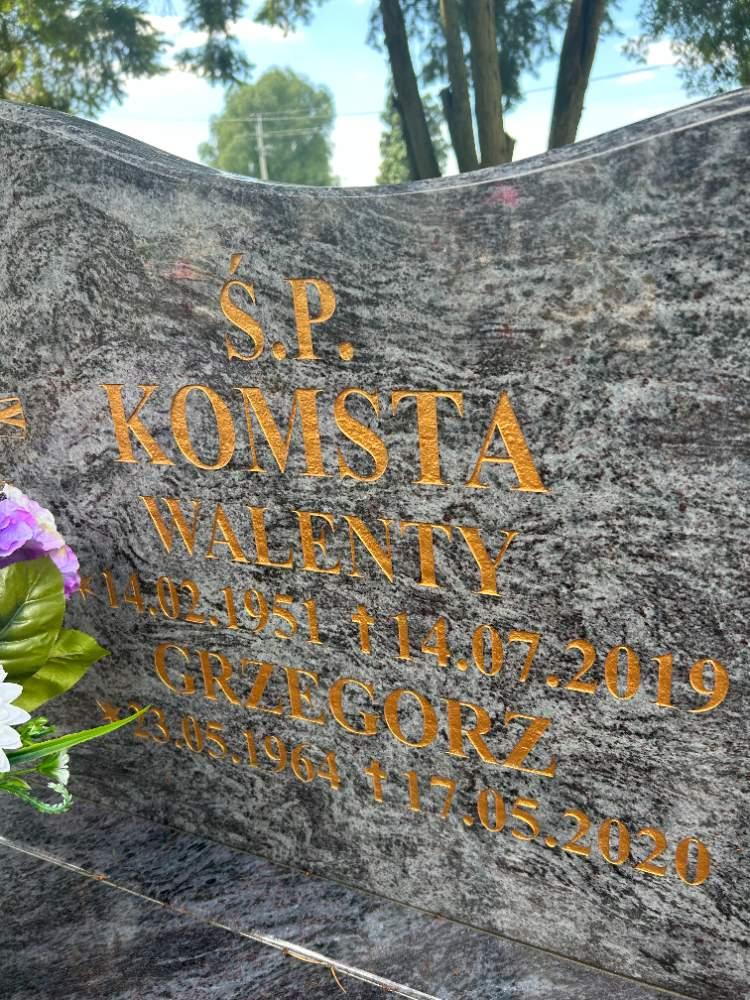 Ś.P.
KOMSTA
WALENTY
* 14.02.1951 † 14.07.2019
GRZEGORZ
* 23.05.1964 † 17.05.2020